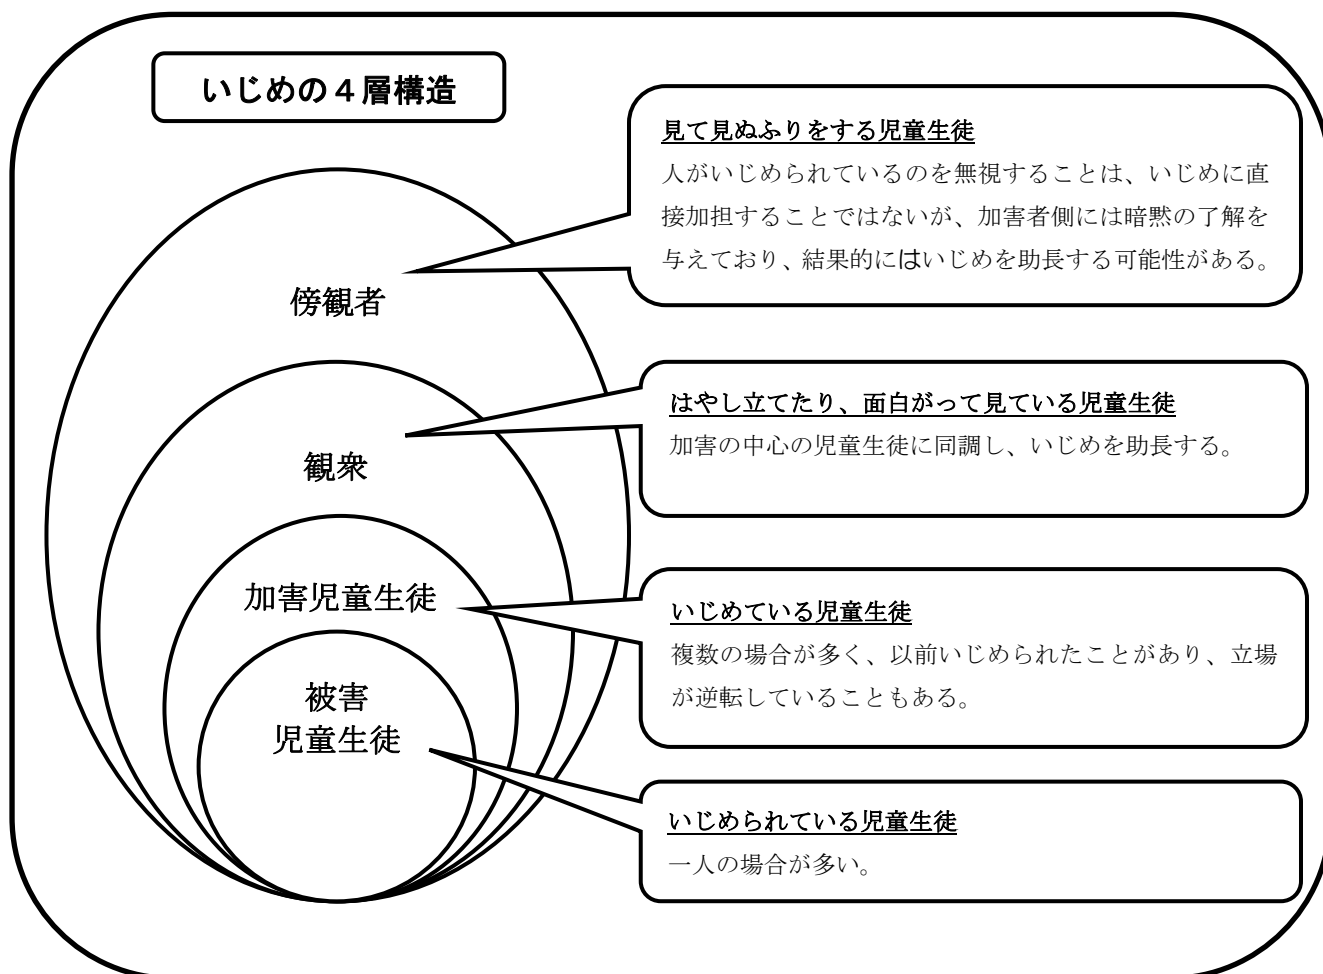 いじめの４層構造
見て見ぬふりをする児童生徒
人がいじめられているのを無視することは、いじめに直
接加担することではないが、加害者側には暗黙の了解を
与えており、結果的にはいじめを助長する可能性がある。
傍観者
はやし立てたり、面白がって見ている児童生徒
加害の中心の児童生徒に同調し、いじめを助長する。
観衆
いじめている児童生徒
複数の場合が多く、以前いじめられたことがあり、立場
が逆転していることもある。
加害児童生徒
被害
児童生徒
いじめられている児童生徒
一人の場合が多い。